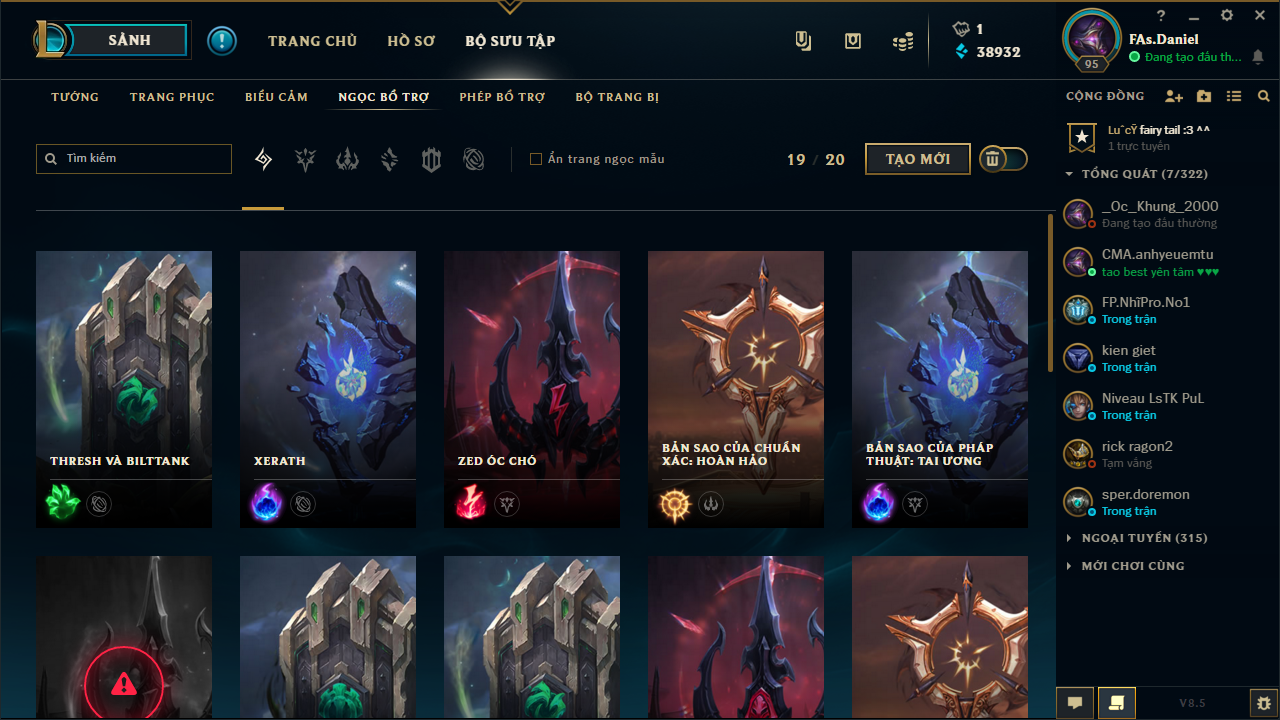 SẢNH
TRANG CHỦ
HỒ SƠ
BỘ SƯU TẬP
1
38932
?
FAs.Daniel
Đang tạo đấu th...
95
TƯỚNG
TRANG PHỤC
BIỂU CẢM
NGỌC BỔ TRỢ
PHÉP BỔ TRỢ
BỘ TRANG BỊ
Tìm kiếm
Ẩn trang ngọc mẫu
19 / 20
TẠO MỚI
THRESH VÀ BILTTANK
XERATH
ZED ÓC CHÓ
BẢN SAO CỦA CHUẨN
XÁC: HOÀN HẢO
BẢN SAO CỦA PHÁP
THUẬT: TAI ƯƠNG
CỘNG ĐỒNG
LuˆcŸ fairy tail :3 ^^
1 trực tuyến
TỔNG QUÁT (7/322)
_Oc_Khung_2000
Đang tạo đấu thường
CMA.anhyeuemtu
tao best yên tâm ♥♥♥
FP.NhĩPro.No1
Trong trận
kien giet
Trong trận
Niveau LsTK PuL
Trong trận
rick ragon2
Tạm vắng
sper.doremon
Trong trận
NGOẠI TUYẾN (315)
MỚI CHƠI CÙNG
V8.5